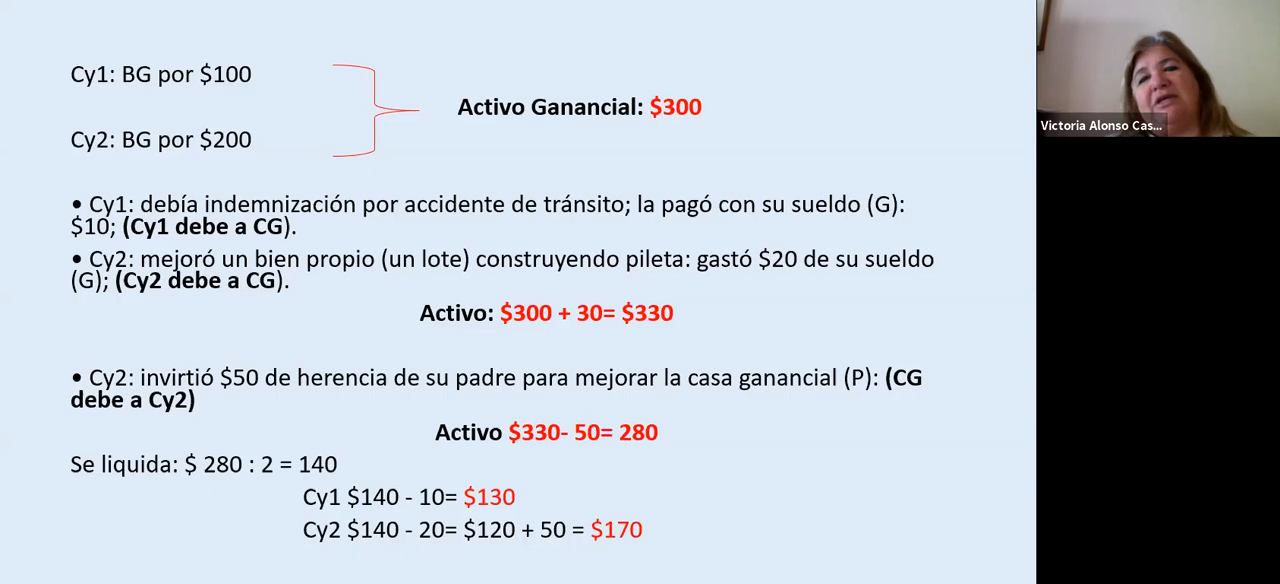 Cy1: BG por $100
Activo Ganancial: $300
Cy2: BG por $200
• Cy1: debía indemnización por accidente de tránsito; la pagó con su sueldo (G):
$10; (Cy1 debe a CG).
• Cy2: mejoró un bien propio (un lote) construyendo pileta: gastó $20 de su sueldo
(G); (Cy2 debe a CG).
Activo: $300 + 30= $330
• Cy2: invirtió $50 de herencia de su padre para mejorar la casa ganancial (P): (CG
debe a Cy2)
Activo $330- 50= 280
Se liquida: $ 280 : 2 = 140
Cy1 $140 - 10= $130
Cy2 $140 - 20= $120 + 50 = $170
Victoria Alonso Cas...